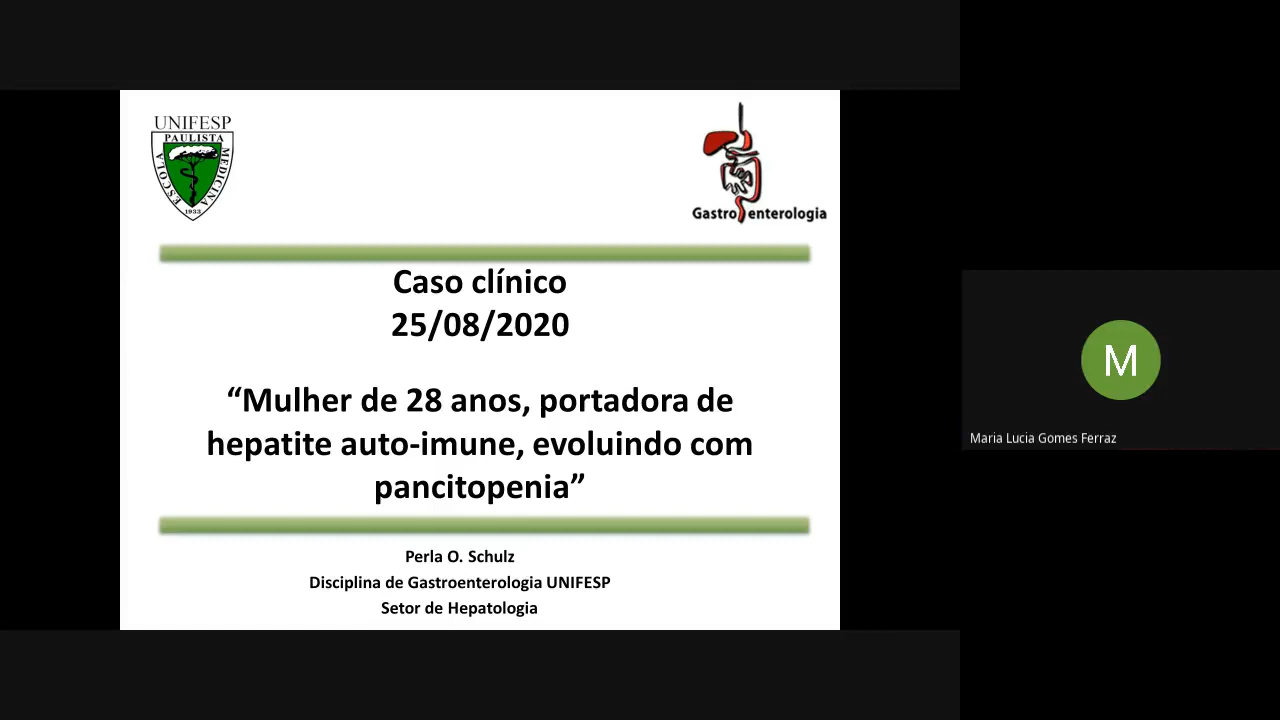 UNIFESP
PAULISTA
ESCOLA
MEDICINA
1933
Gastroenterologia
Caso clínico
25/08/2020
“Mulher de 28 anos, portadora de
hepatite auto-imune, evoluindo com
pancitopenia”
Perla O. Schulz
Disciplina de Gastroenterologia UNIFESP
Setor de Hepatologia
M
Maria Lucia Gomes Ferraz